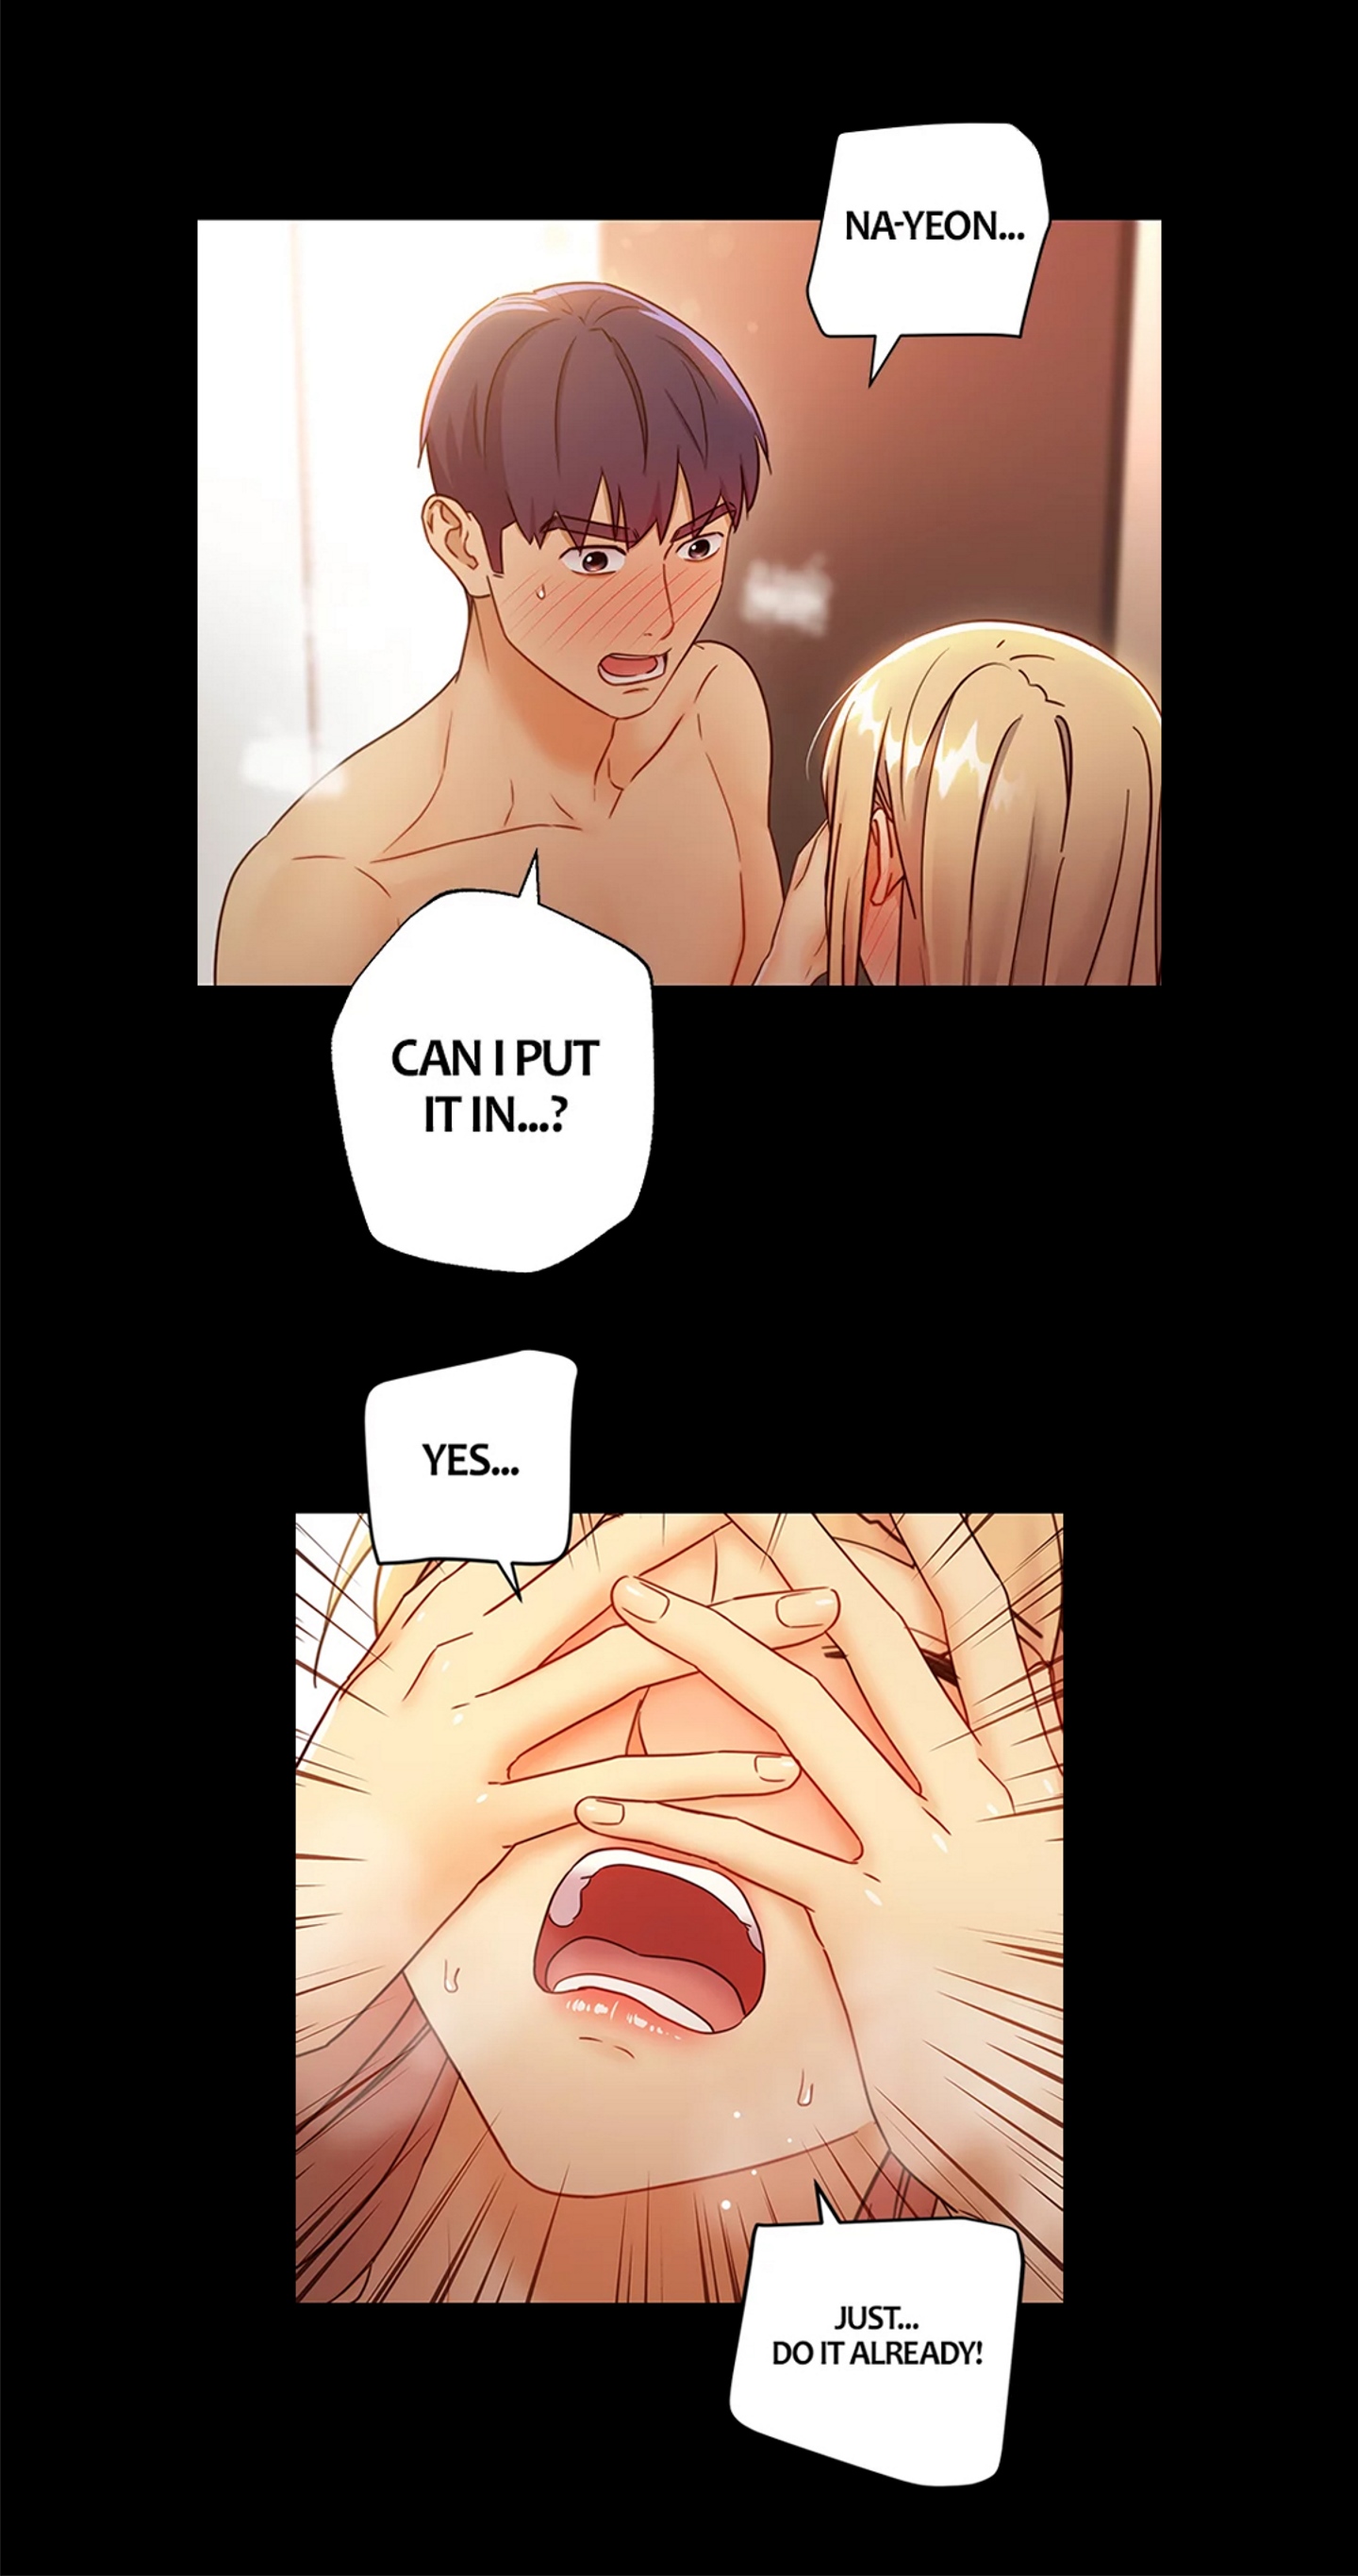 NA-YEON...
CAN I PUT
IT IN...?
YES...
JUST...
DO IT ALREADY!